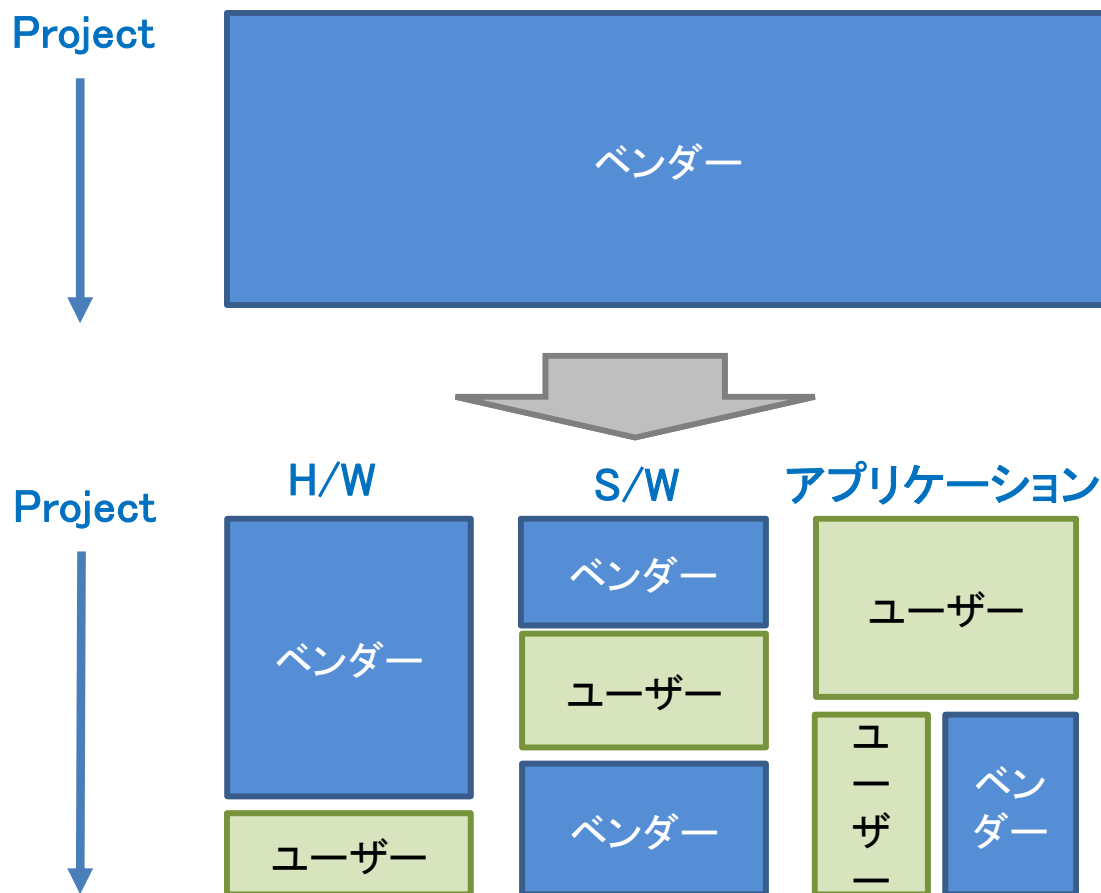 Project
ベンダー
H/W
S/W
アプリケーション
Project
ベンダー
ベンダー
ユーザー
ユーザー
ベンダー
ユーザー
ユーザー
ベン
ダー